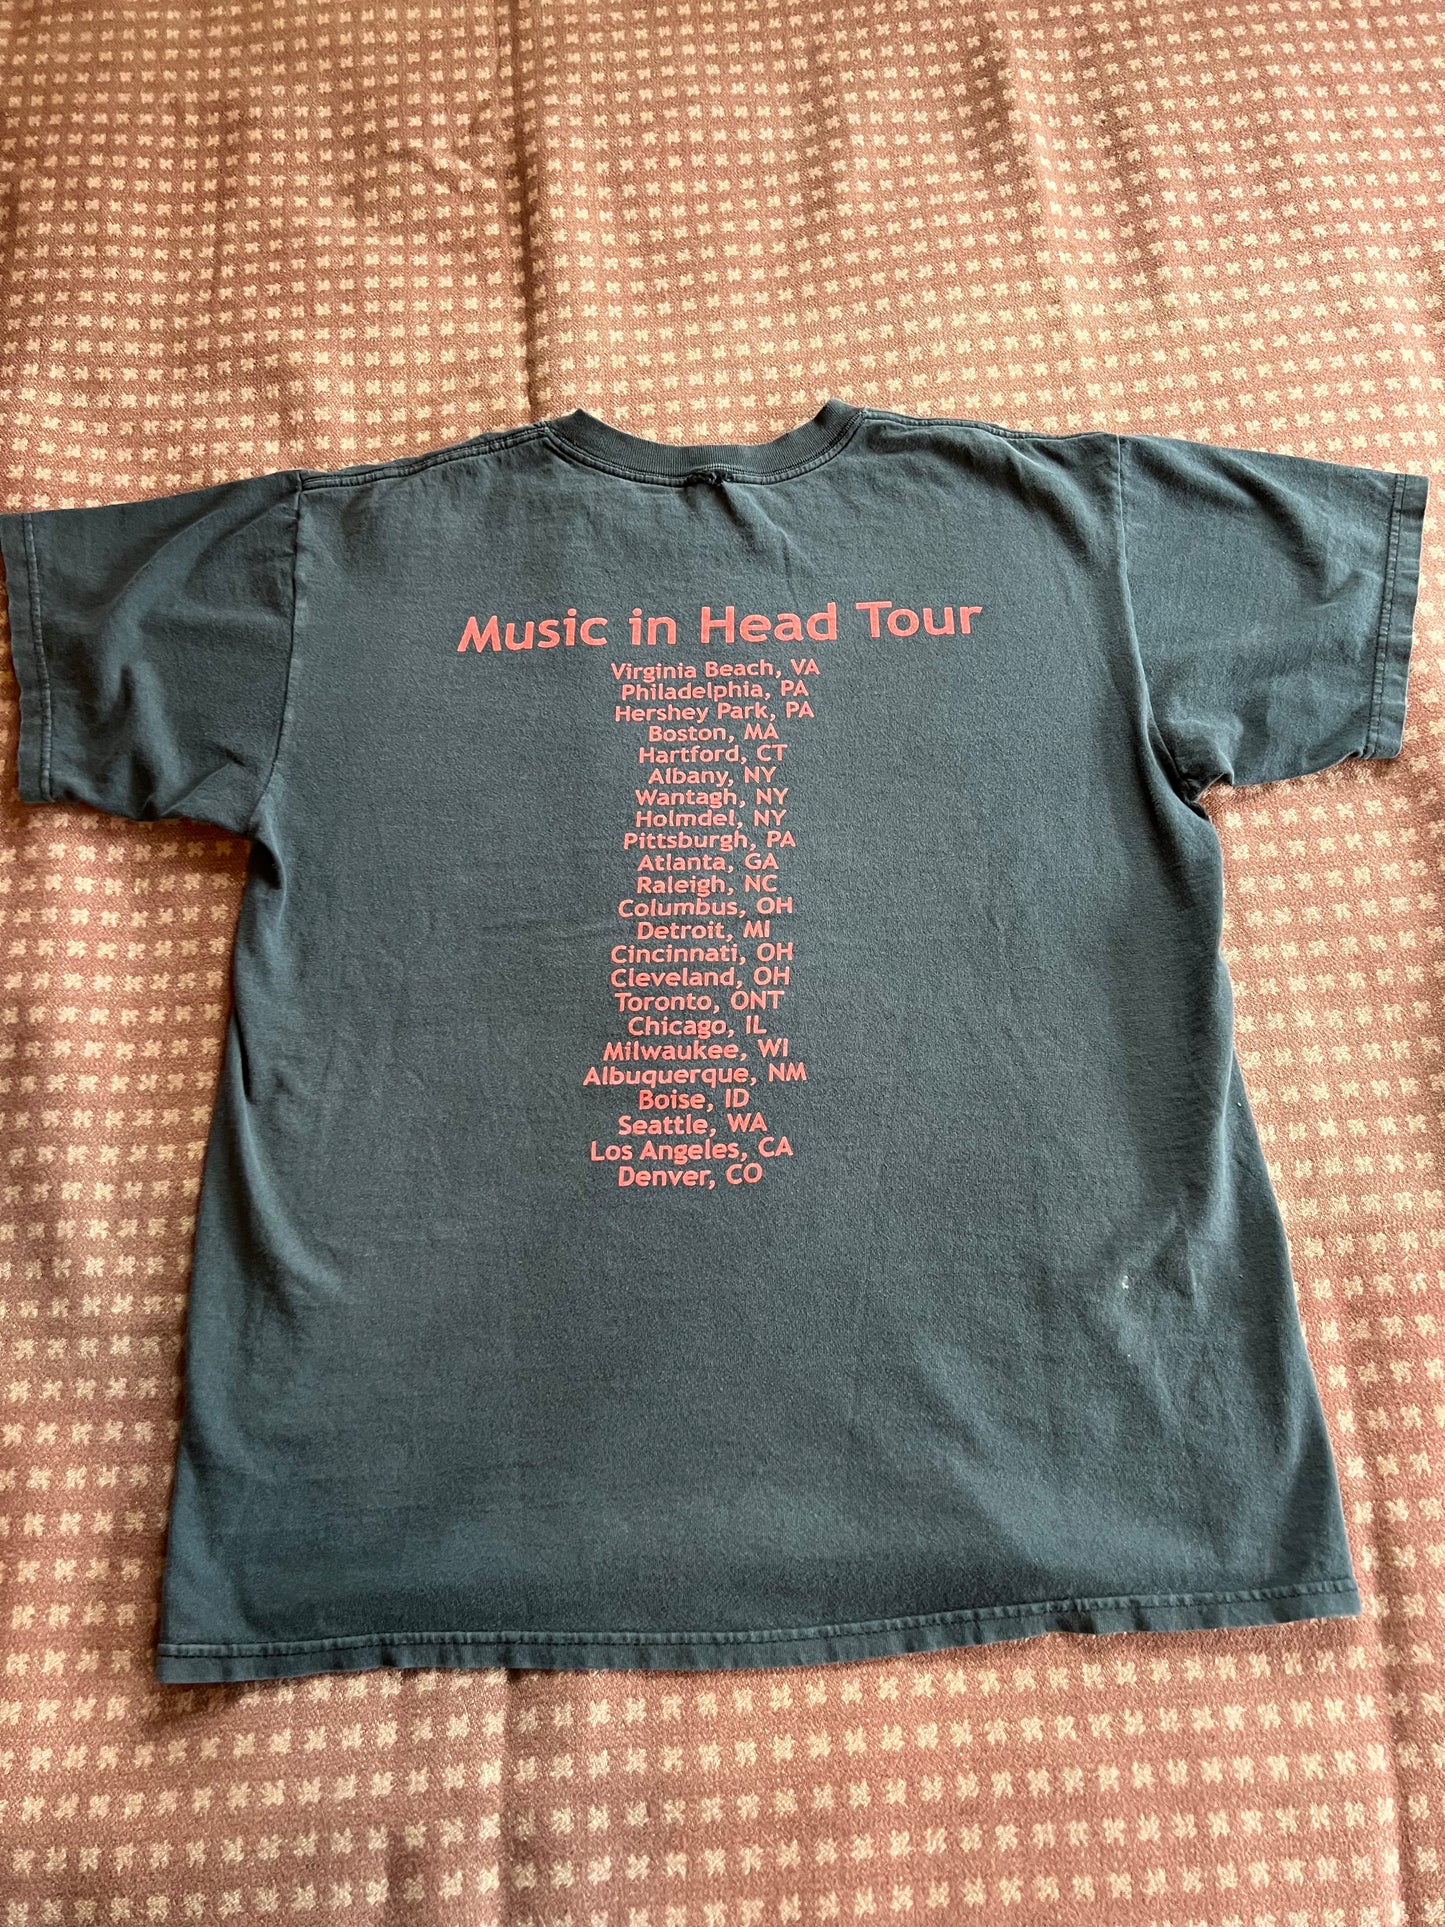 Music in Head Tour
Virginia Beach, VA
Philadelphia, PA
Hershey Park, PA
Boston, MA
Hartford, CT
Albany, NY
Wantagh, NY
Holmdel, NY
Pittsburgh, PA
Atlanta, GA
Raleigh, NC
Columbus, OH
Detroit, MI
Cincinnati, OH
Cleveland, OH
Toronto, ONT
Chicago, IL
Milwaukee, WI
Albuquerque, NM
Boise, ID
Seattle, WA
Los Angeles, CA
Denver, CO